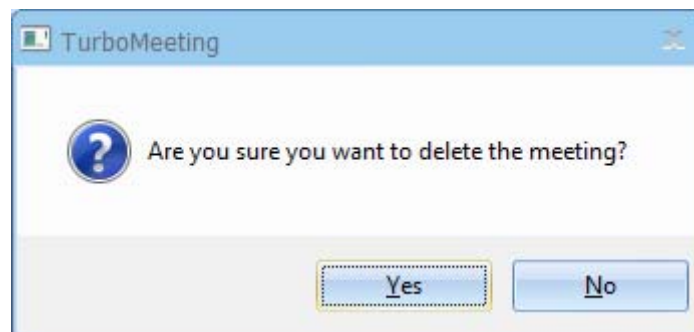 TurboMeeting
Are you sure you want to delete the meeting?
Yes
No